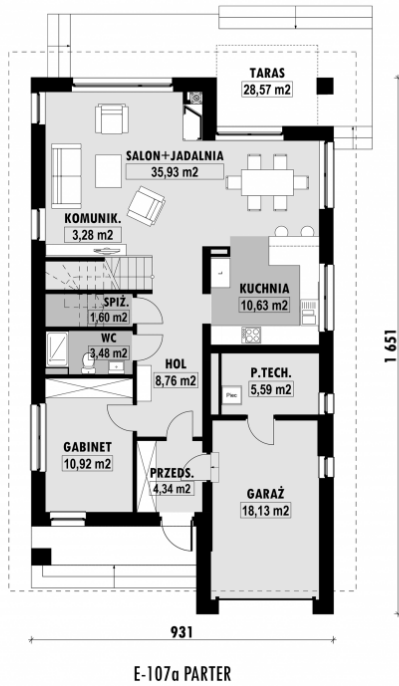 TARAS
28,57 m2
SALON+JADALNIA
35,93 m2
KOMUNIK.
3,28 m2
KUCHNIA
10,63 m2
SPIŻ.
1,60 m2
WC
3,48 m2
HOL
8,76 m2
P.TECH.
5,59 m2
Piec
GABINET
10,92 m2
PRZEDS.
4,34 m2
GARAŻ
18,13 m2
1 651
931
E-107a PARTER